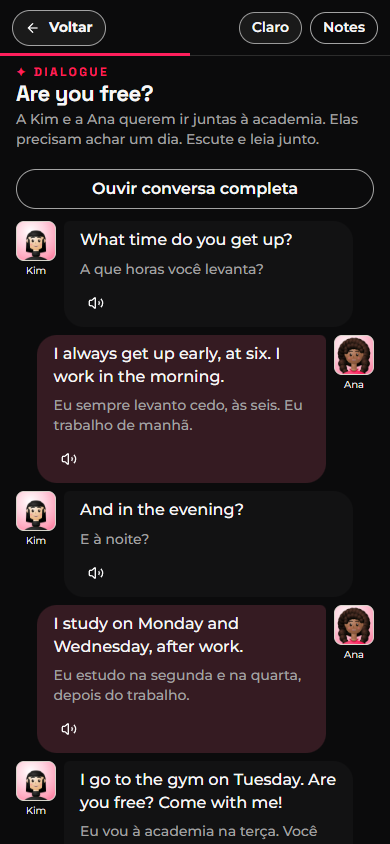 ← Voltar
Claro
Notes
✦ DIALOGUE
Are you free?
A Kim e a Ana querem ir juntas à academia. Elas
precisam achar um dia. Escute e leia junto.
Ouvir conversa completa
What time do you get up?
A que horas você levanta?
Kim
I always get up early, at six. I
work in the morning.
Eu sempre levanto cedo, às seis. Eu
trabalho de manhã.
Ana
And in the evening?
E à noite?
Kim
I study on Monday and
Wednesday, after work.
Eu estudo na segunda e na quarta,
depois do trabalho.
Ana
I go to the gym on Tuesday. Are
you free? Come with me!
Eu vou à academia na terça. Você
Kim